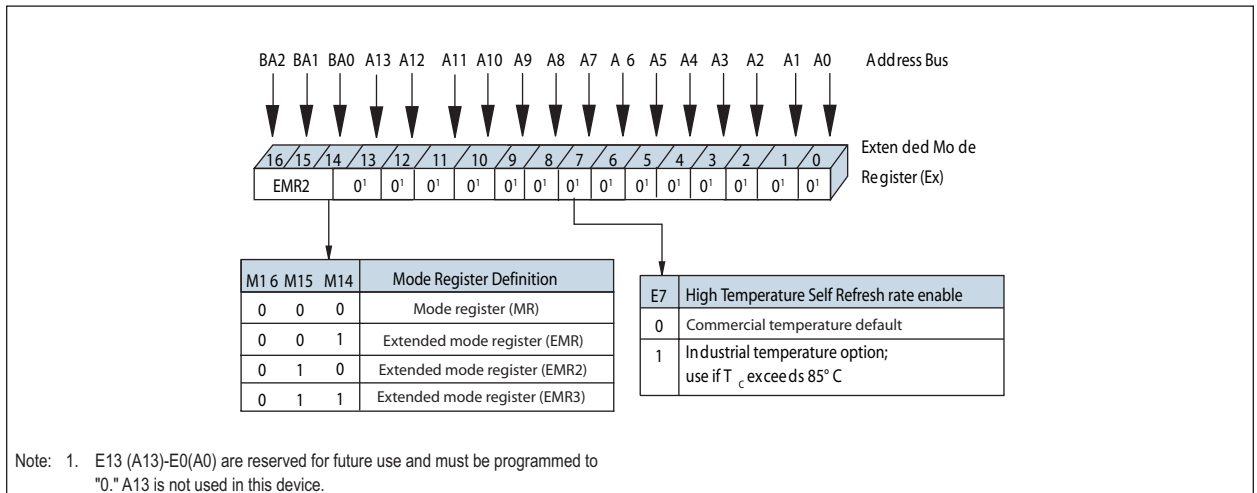 BA2 BA1 BA0 A13 A12 A11 A10 A9 A8 A7 A 6 A5 A4 A3 A2 A1 A0 Address Bus
16 15 14 13 12 11 10 9 8 7 6 5 4 3 2 1 0 Exten ded Mo de
Register (Ex)
EMR2 0¹ 0¹ 0¹ 0¹ 0¹ 0¹ 0¹ 0¹ 0¹ 0¹ 0¹ 0¹ 0¹ 0¹
M1 6 M15 M14 Mode Register Definition
0 0 0 Mode register (MR)
0 0 1 Extended mode register (EMR)
0 1 0 Extended mode register (EMR2)
0 1 1 Extended mode register (EMR3)
E7 High Temperature Self Refresh rate enable
0 Commercial temperature default
1 Industrial temperature option;
use if T C exceeds 85° C
Note: 1. E13 (A13)-E0(A0) are reserved for future use and must be programmed to
"0." A13 is not used in this device.